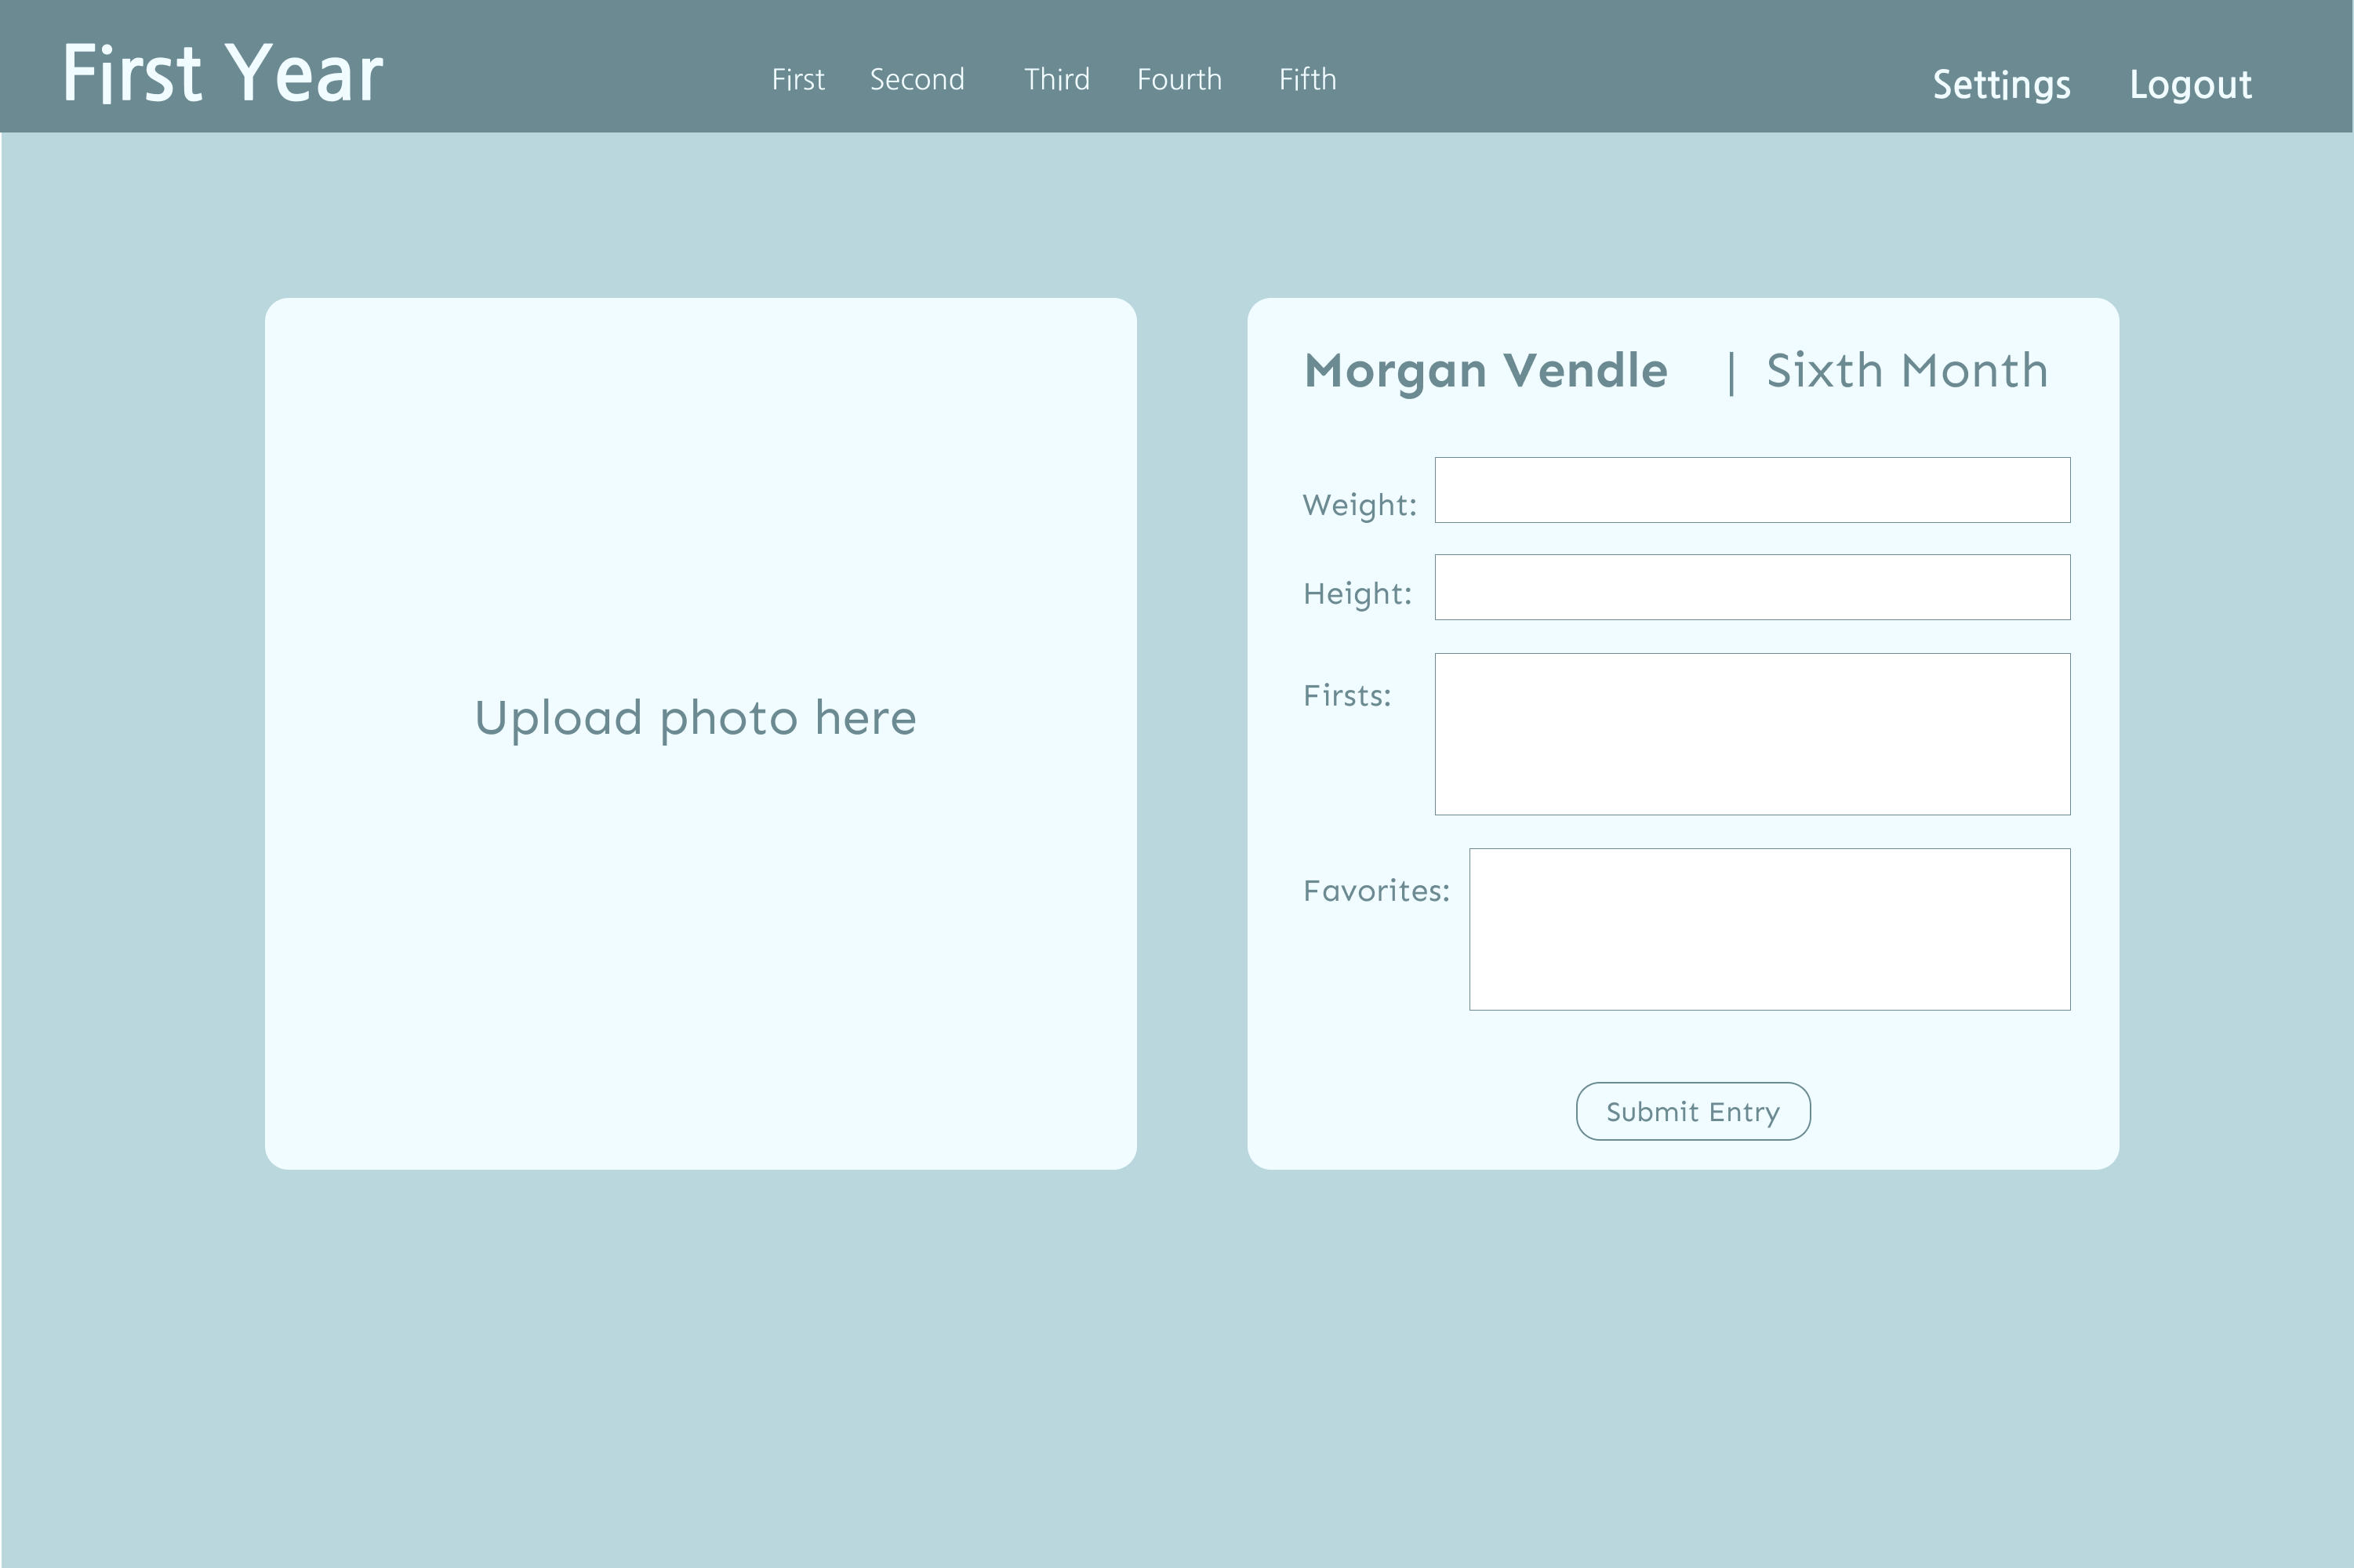 First Year First Second Third Fourth Fifth Settings Logout
Morgan Vendle | Sixth Month
Weight:
Height:
Firsts:
Upload photo here
Favorites:
Submit Entry